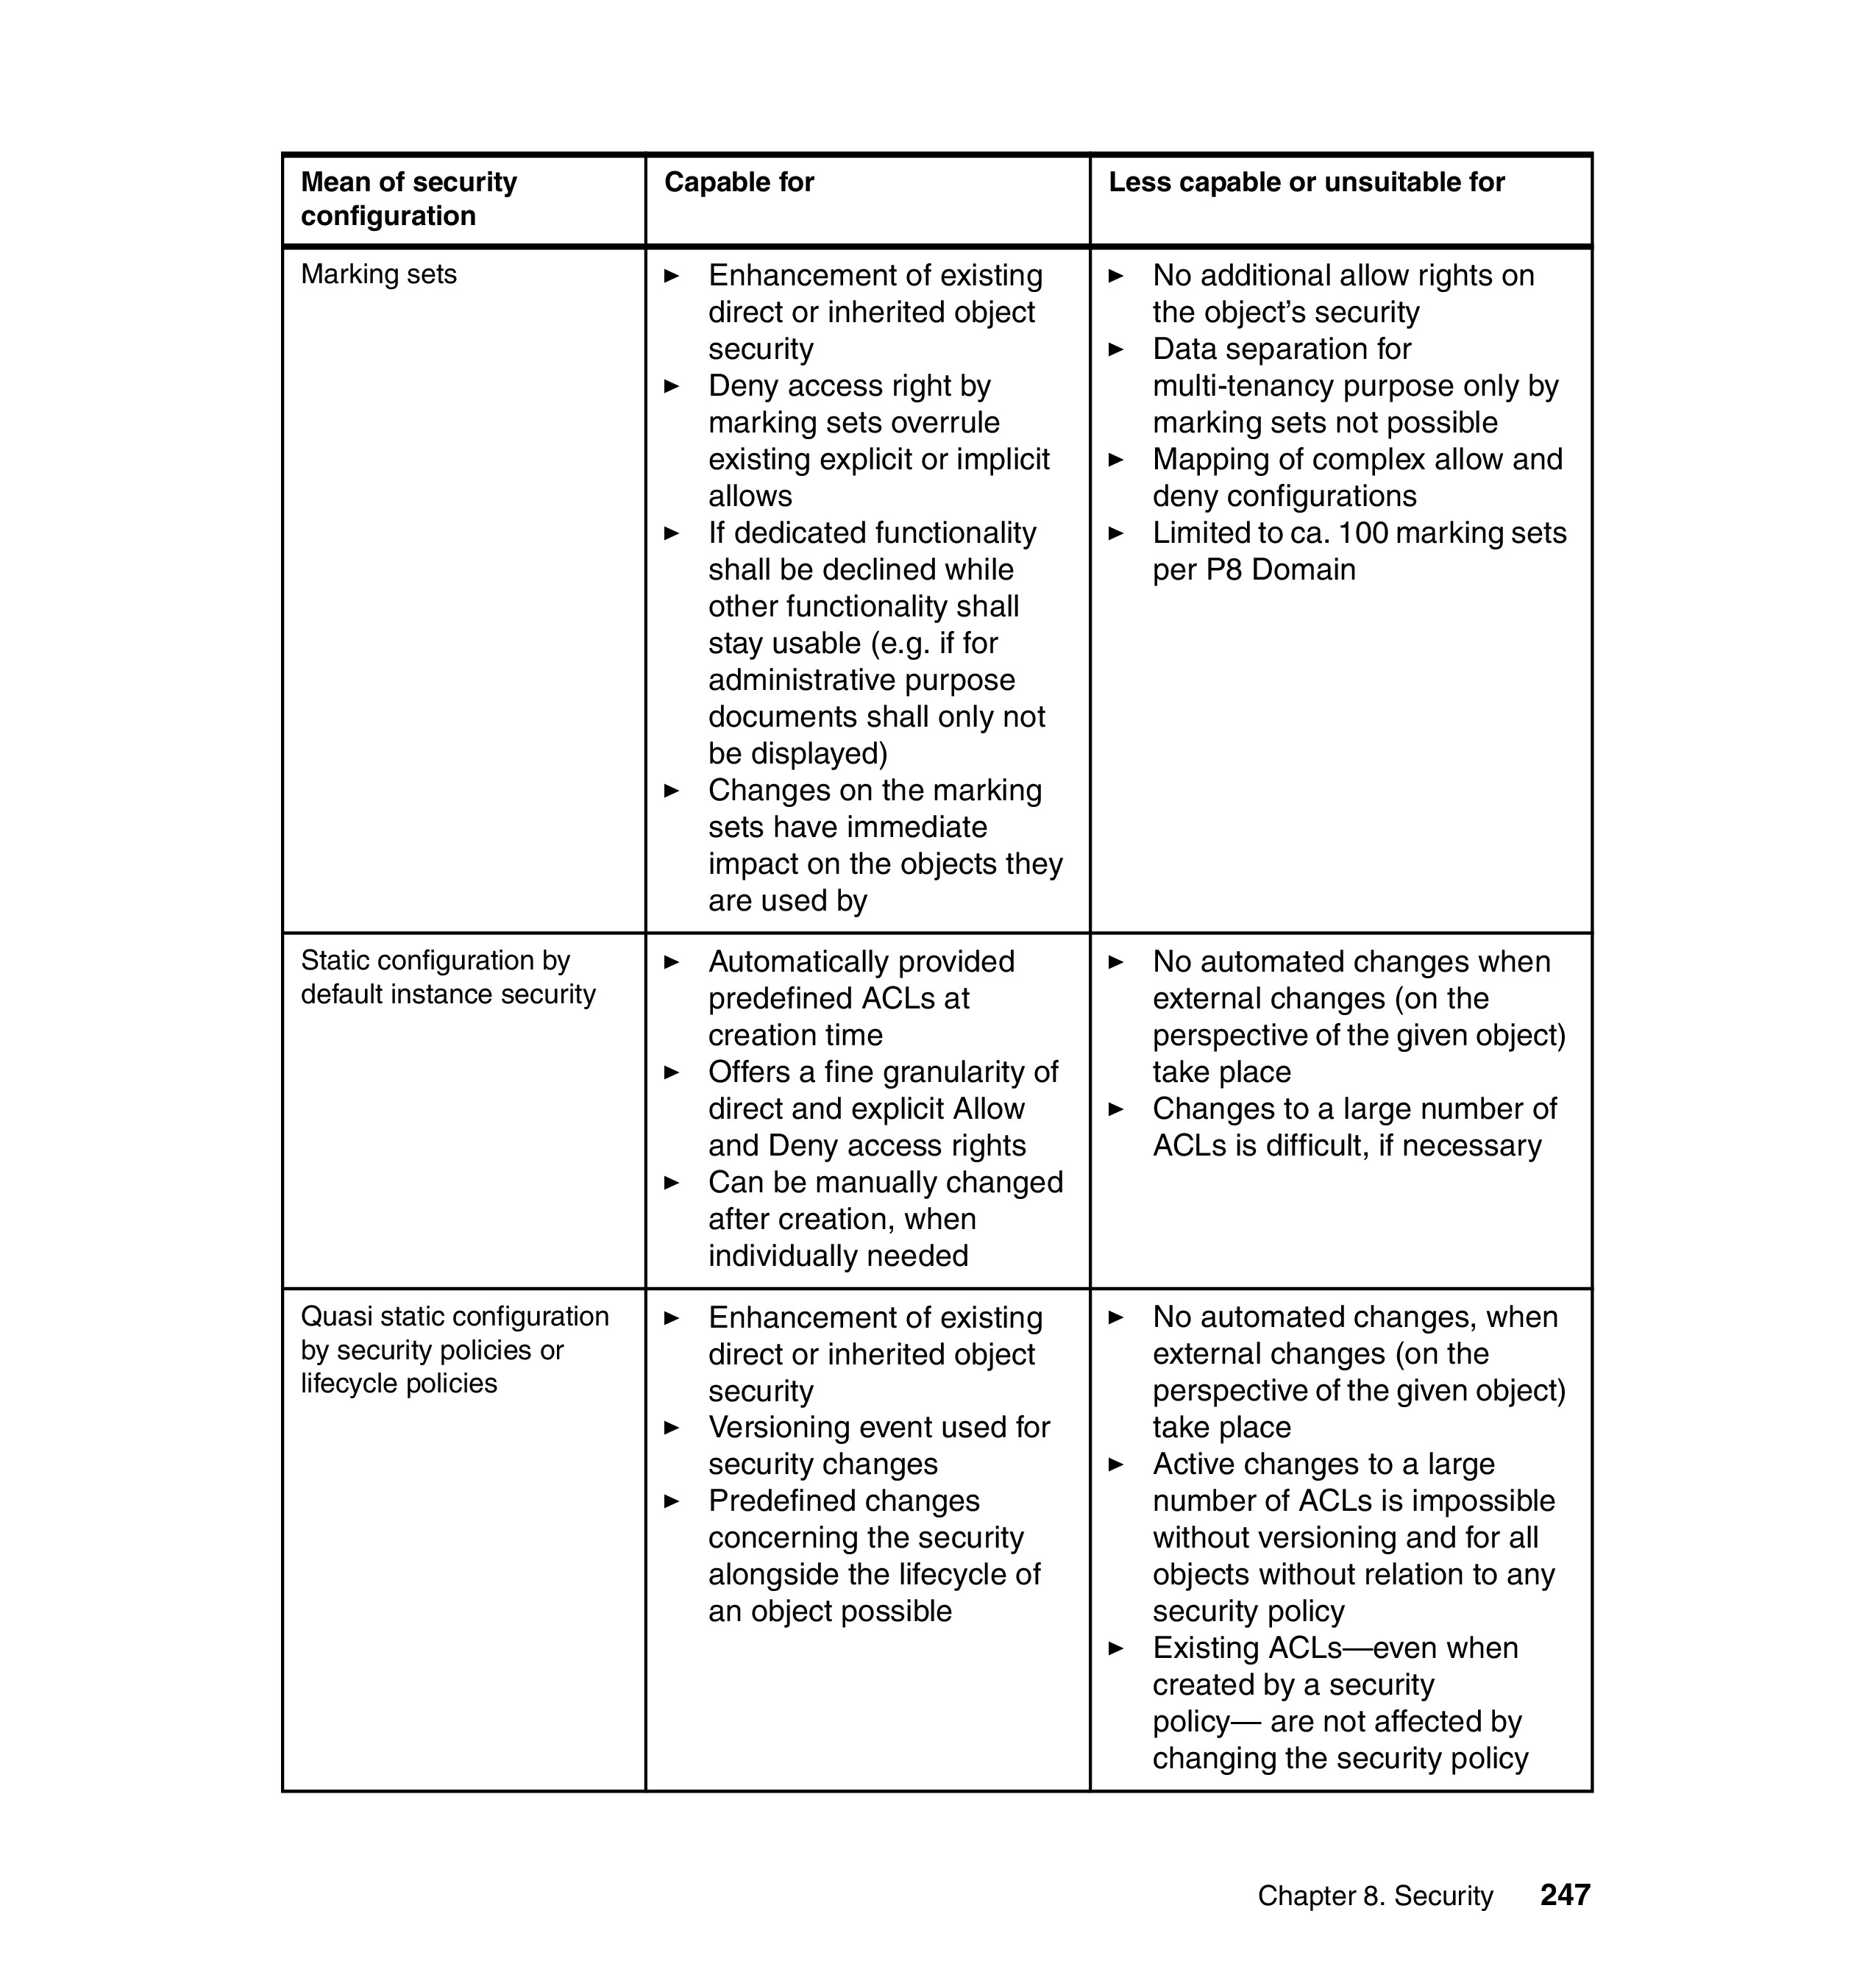 Mean of security
configuration
Capable for
Less capable or unsuitable for
Marking sets
► Enhancement of existing
direct or inherited object
security
► Deny access right by
marking sets overrule
existing explicit or implicit
allows
► If dedicated functionality
shall be declined while
other functionality shall
stay usable (e.g. if for
administrative purpose
documents shall only not
be displayed)
► Changes on the marking
sets have immediate
impact on the objects they
are used by
► No additional allow rights on
the object’s security
► Data separation for
multi-tenancy purpose only by
marking sets not possible
► Mapping of complex allow and
deny configurations
► Limited to ca. 100 marking sets
per P8 Domain
Static configuration by
default instance security
► Automatically provided
predefined ACLs at
creation time
► Offers a fine granularity of
direct and explicit Allow
and Deny access rights
► Can be manually changed
after creation, when
individually needed
► No automated changes when
external changes (on the
perspective of the given object)
take place
► Changes to a large number of
ACLs is difficult, if necessary
Quasi static configuration
by security policies or
lifecycle policies
► Enhancement of existing
direct or inherited object
security
► Versioning event used for
security changes
► Predefined changes
concerning the security
alongside the lifecycle of
an object possible
► No automated changes, when
external changes (on the
perspective of the given object)
take place
► Active changes to a large
number of ACLs is impossible
without versioning and for all
objects without relation to any
security policy
► Existing ACLs—even when
created by a security
policy— are not affected by
changing the security policy
Chapter 8. Security 247